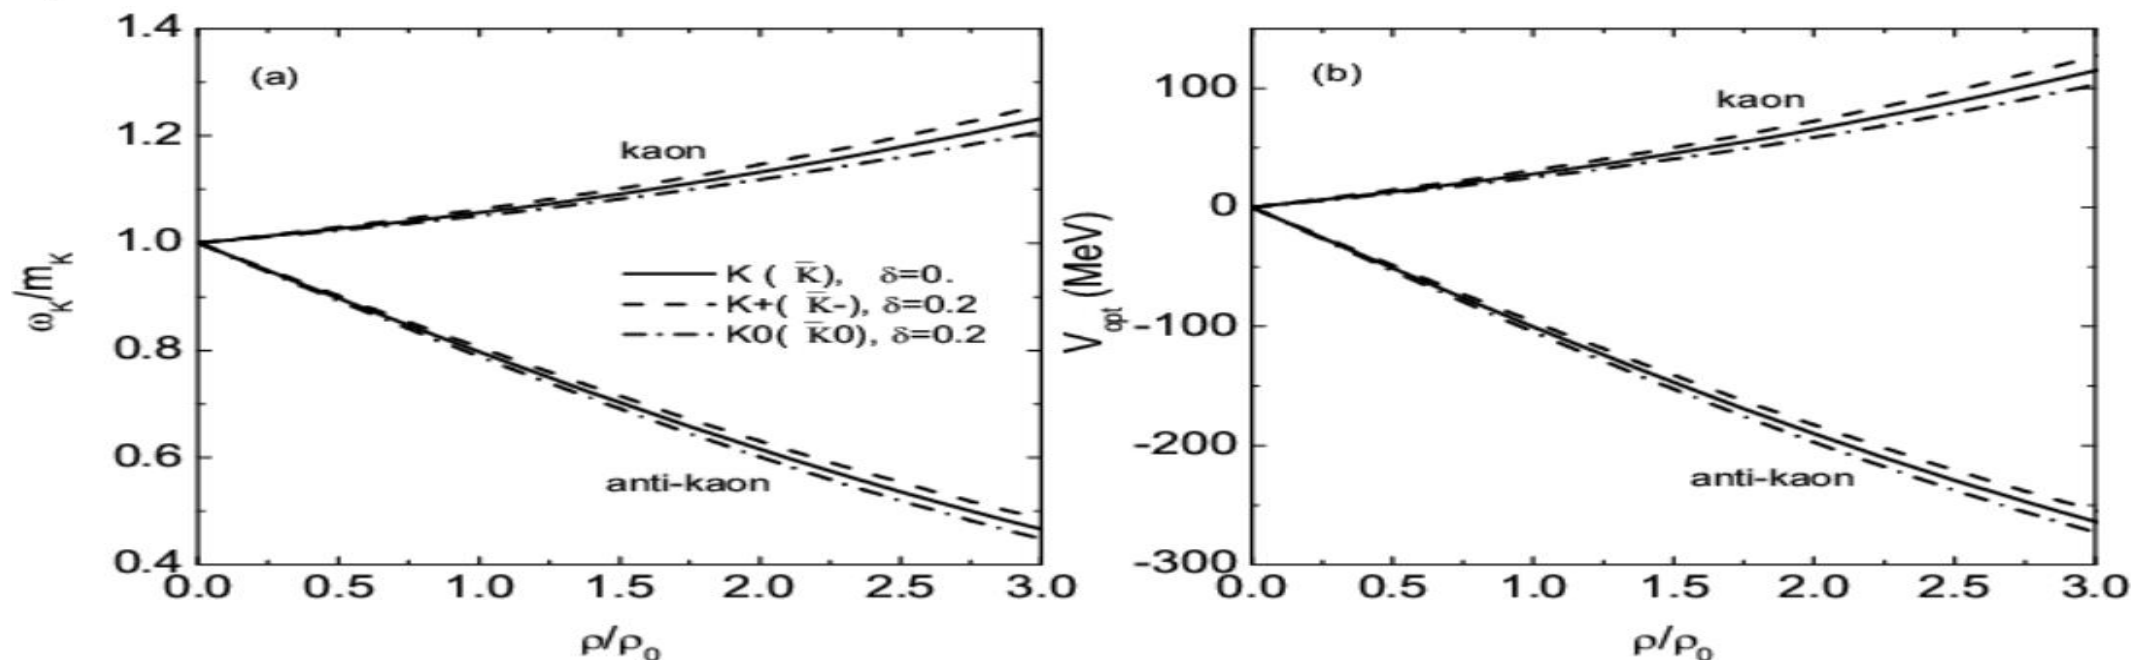 1.4
1.2
1.0
0.8
0.6
0.4
ω_K/m_K
(a)
kaon
K ( K̄), δ=0.
K+( K̄-), δ=0.2
K0( K̄0), δ=0.2
anti-kaon
0.0 0.5 1.0 1.5 2.0 2.5 3.0
ρ/ρ₀
100
0
-100
-200
-300
V_opt (MeV)
(b)
kaon
anti-kaon
0.0 0.5 1.0 1.5 2.0 2.5 3.0
ρ/ρ₀